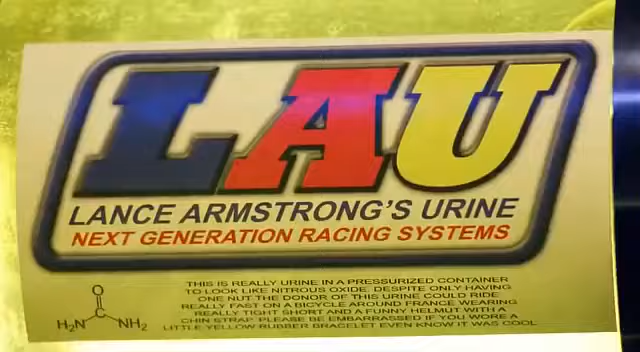 LAU
LANCE ARMSTRONG'S URINE
NEXT GENERATION RACING SYSTEMS
THIS IS REALLY URINE IN A PRESSURIZED CONTAINER
TO LOOK LIKE NITROUS OXIDE. DESPITE ONLY HAVING
ONE NUT THE DONOR OF THIS URINE COULD RIDE
REALLY FAST ON A BICYCLE AROUND FRANCE WEARING
REALLY TIGHT SHORT AND A FUNNY HELMUT WITH A
CHIN STRAP. PLEASE BE EMBARRASSED IF YOU WORE A
LITTLE YELLOW RUBBER BRACELET EVEN KNOW IT WAS COOL
O
H₂N NH₂